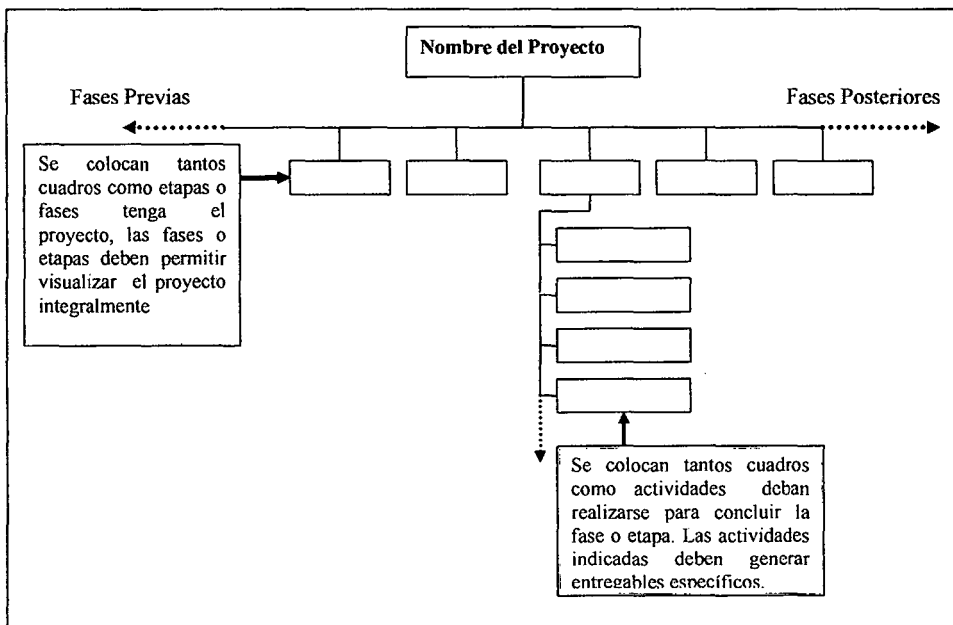 Nombre del Proyecto
Fases Previas
Fases Posteriores
Se colocan tantos
cuadros como etapas o
fases tenga el
proyecto, las fases o
etapas deben permitir
visualizar el proyecto
integralmente
Se colocan tantos cuadros
como actividades deban
realizarse para concluir la
fase o etapa. Las actividades
indicadas deben generar
entregables específicos.